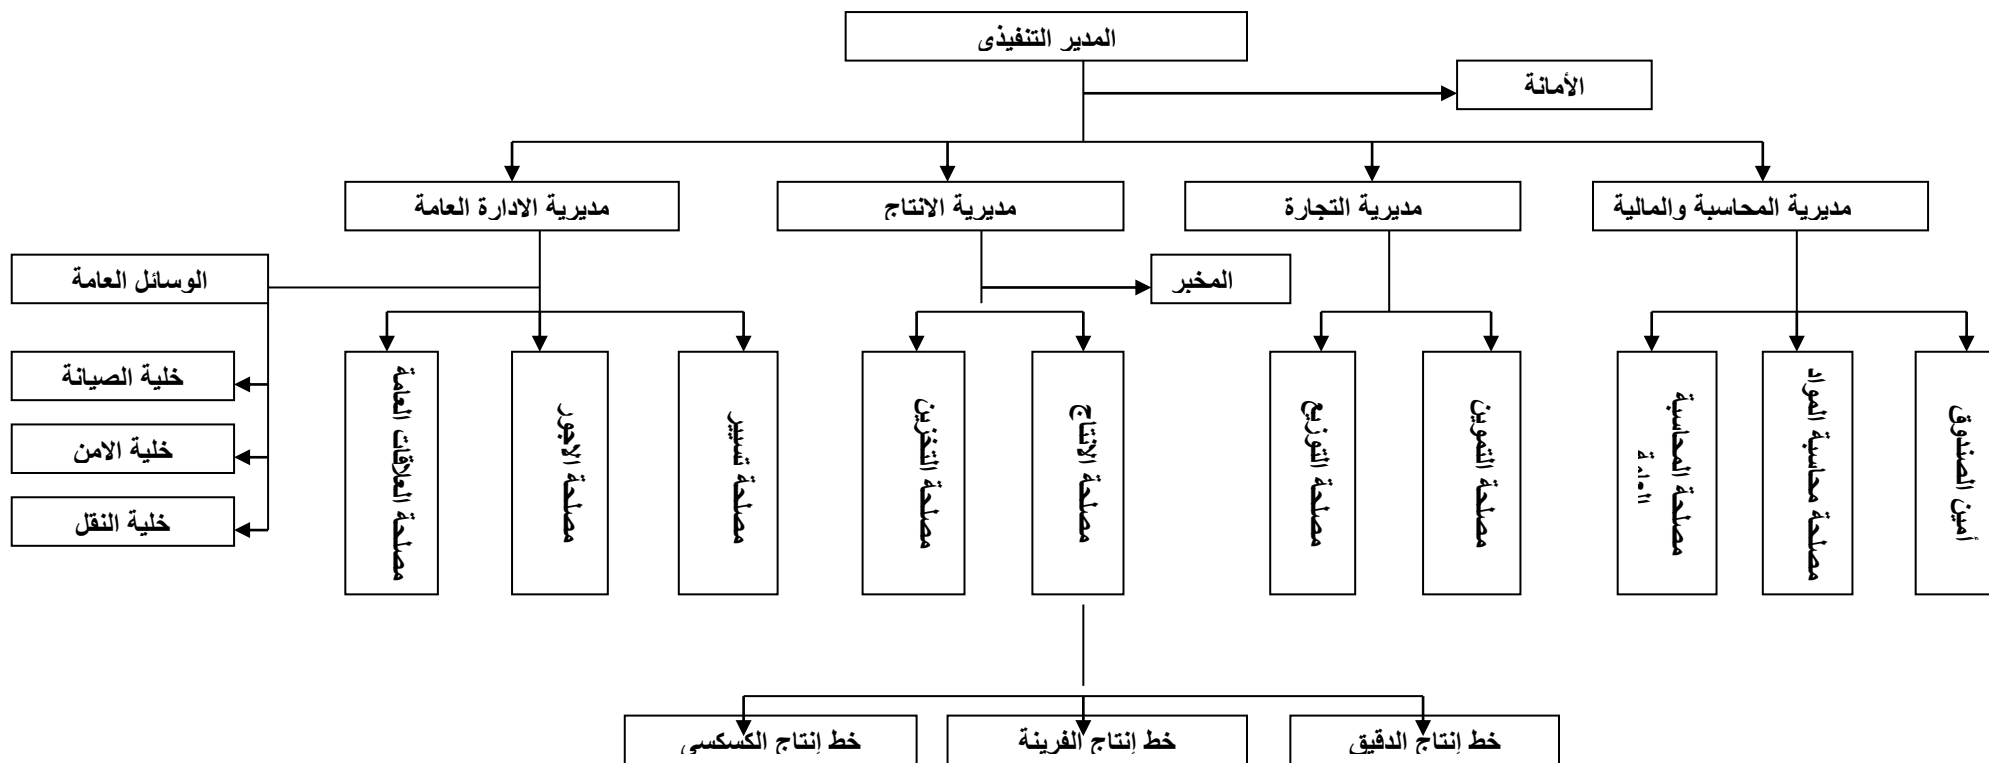 المدير التنفيذي
الأمانة
مديرية المحاسبة والمالية
مديرية التجارة
مديرية الانتاج
مديرية الادارة العامة
المخبر
الوسائل العامة
أمين الصندوق
مصلحة محاسبة المواد
مصلحة المحاسبة
مصلحة التموين
مصلحة التوزيع
مصلحة الانتاج
مصلحة التخزين
مصلحة تسيير
مصلحة الاجور
مصلحة العلاقات العامة
خلية الصيانة
خلية الامن
خلية النقل
خط إنتاج الدقيق
خط إنتاج الفرينة
خط إنتاج الكسكسي